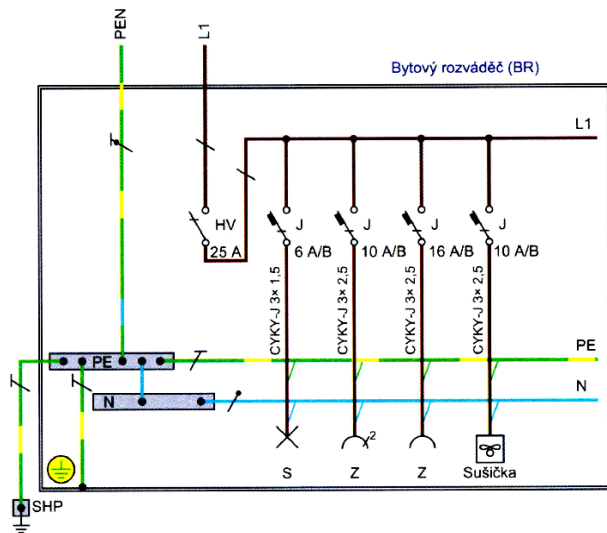 PEN
L1
Bytový rozváděč (BR)
L1
HV
25 A
J
6 A/B
J
10 A/B
J
16 A/B
J
10 A/B
CYKY-J 3× 1,5
CYKY-J 3× 2,5
CYKY-J 3× 2,5
CYKY-J 3× 2,5
PE
PE
N
N
2
S
Z
Z
Sušička
SHP